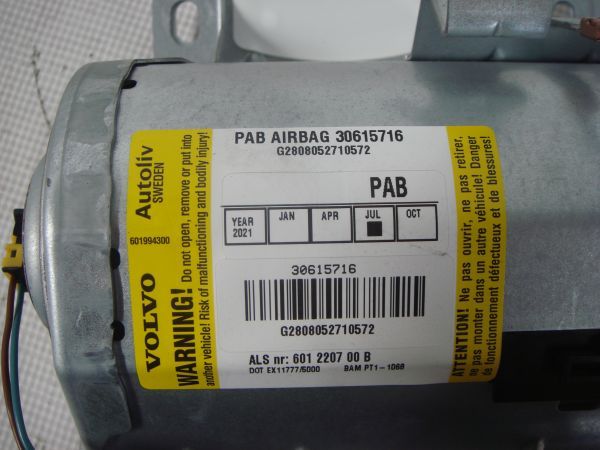 PAB AIRBAG 30615716
G2808052710572
PAB
YEAR 2021 JAN APR JUL OCT
30615716
G2808052710572
ALS nr: 601 2207 00 B
DOT EX11777/5000 BAM PT1-1068
Autoliv
SWEDEN
601994300
VOLVO
WARNING! Do not open, remove or put into
another vehicle! Risk of malfunctioning and bodily injury!
ATTENTION! Ne pas ouvrir, ne pas retirer,
ne pas monter dans un autre véhicule! Danger
de fonctionnement défectueux et de blessures!